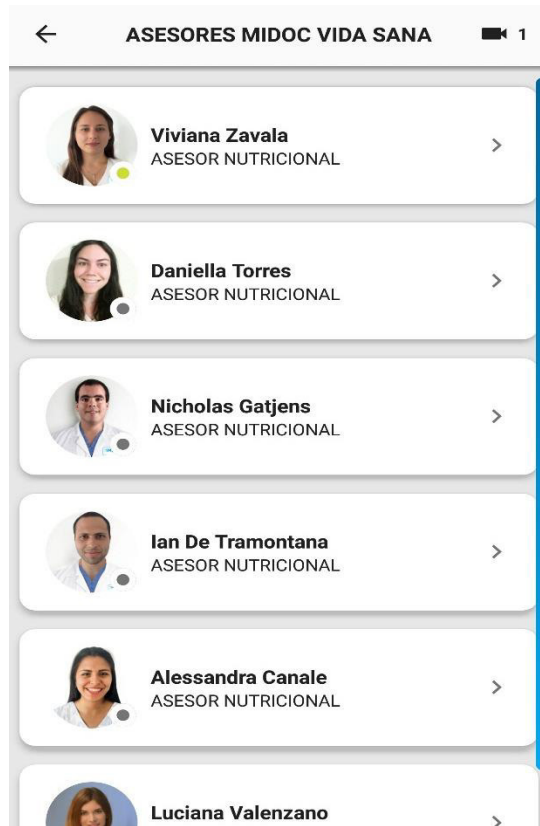 ASESORES MIDOC VIDA SANA 1
Viviana Zavala
ASESOR NUTRICIONAL
Daniella Torres
ASESOR NUTRICIONAL
Nicholas Gatjens
ASESOR NUTRICIONAL
Ian De Tramontana
ASESOR NUTRICIONAL
Alessandra Canale
ASESOR NUTRICIONAL
Luciana Valenzano